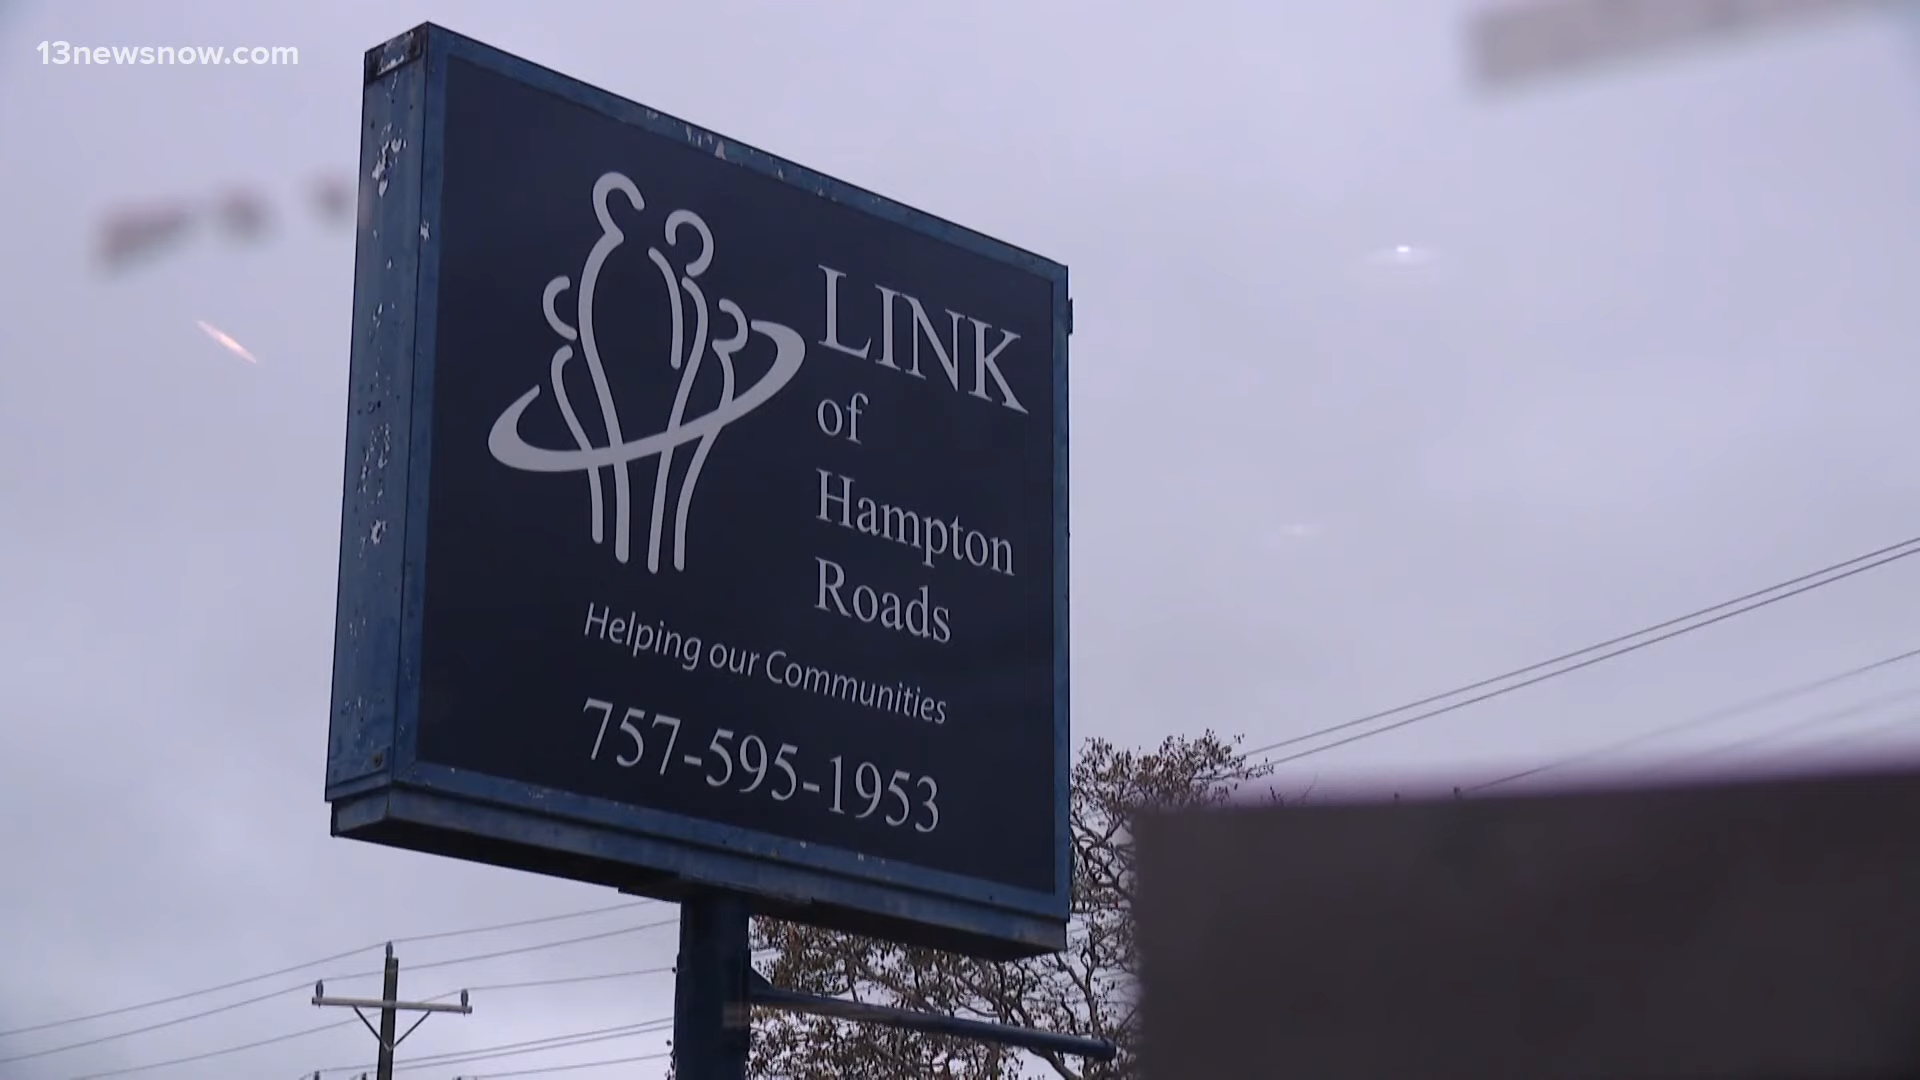 13newsnow.com
LINK
of
Hampton
Roads
Helping our Communities
757-595-1953